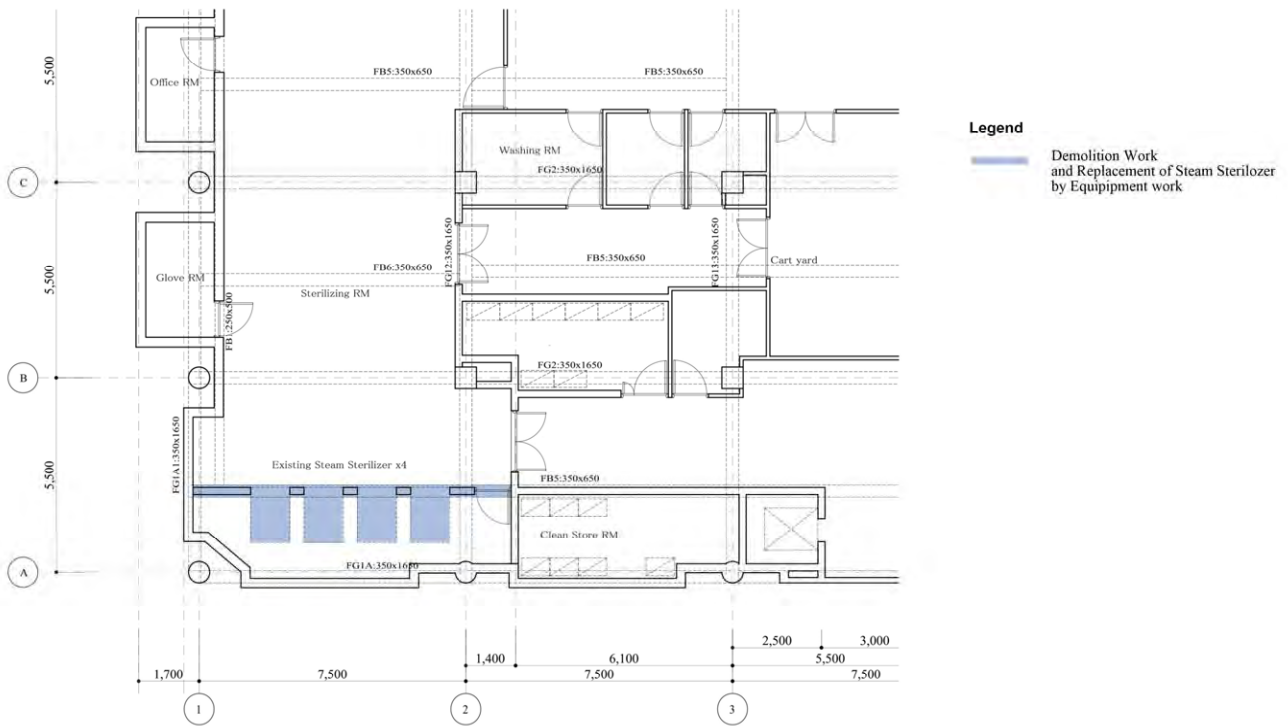 5,500
FB5:350x650
FB5:350x650
Office RM
Legend
Washing RM
Demolition Work
and Replacement of Steam Sterilozer
by Equipipment work
FG2:350x1650
C
FG12:350x1650
FG13:350x1650
5,500
FB6:350x650
FB5:350x650
Cart yard
Glove RM
Sterilizing RM
FB1:250x500
FG2:350x1650
B
FG1A1:350x1650
5,500
Existing Steam Sterilizer x4
FB5:350x650
Clean Store RM
FG1A:350x1650
A
2,500
3,000
1,400
6,100
5,500
1,700
7,500
7,500
7,500
1
2
3